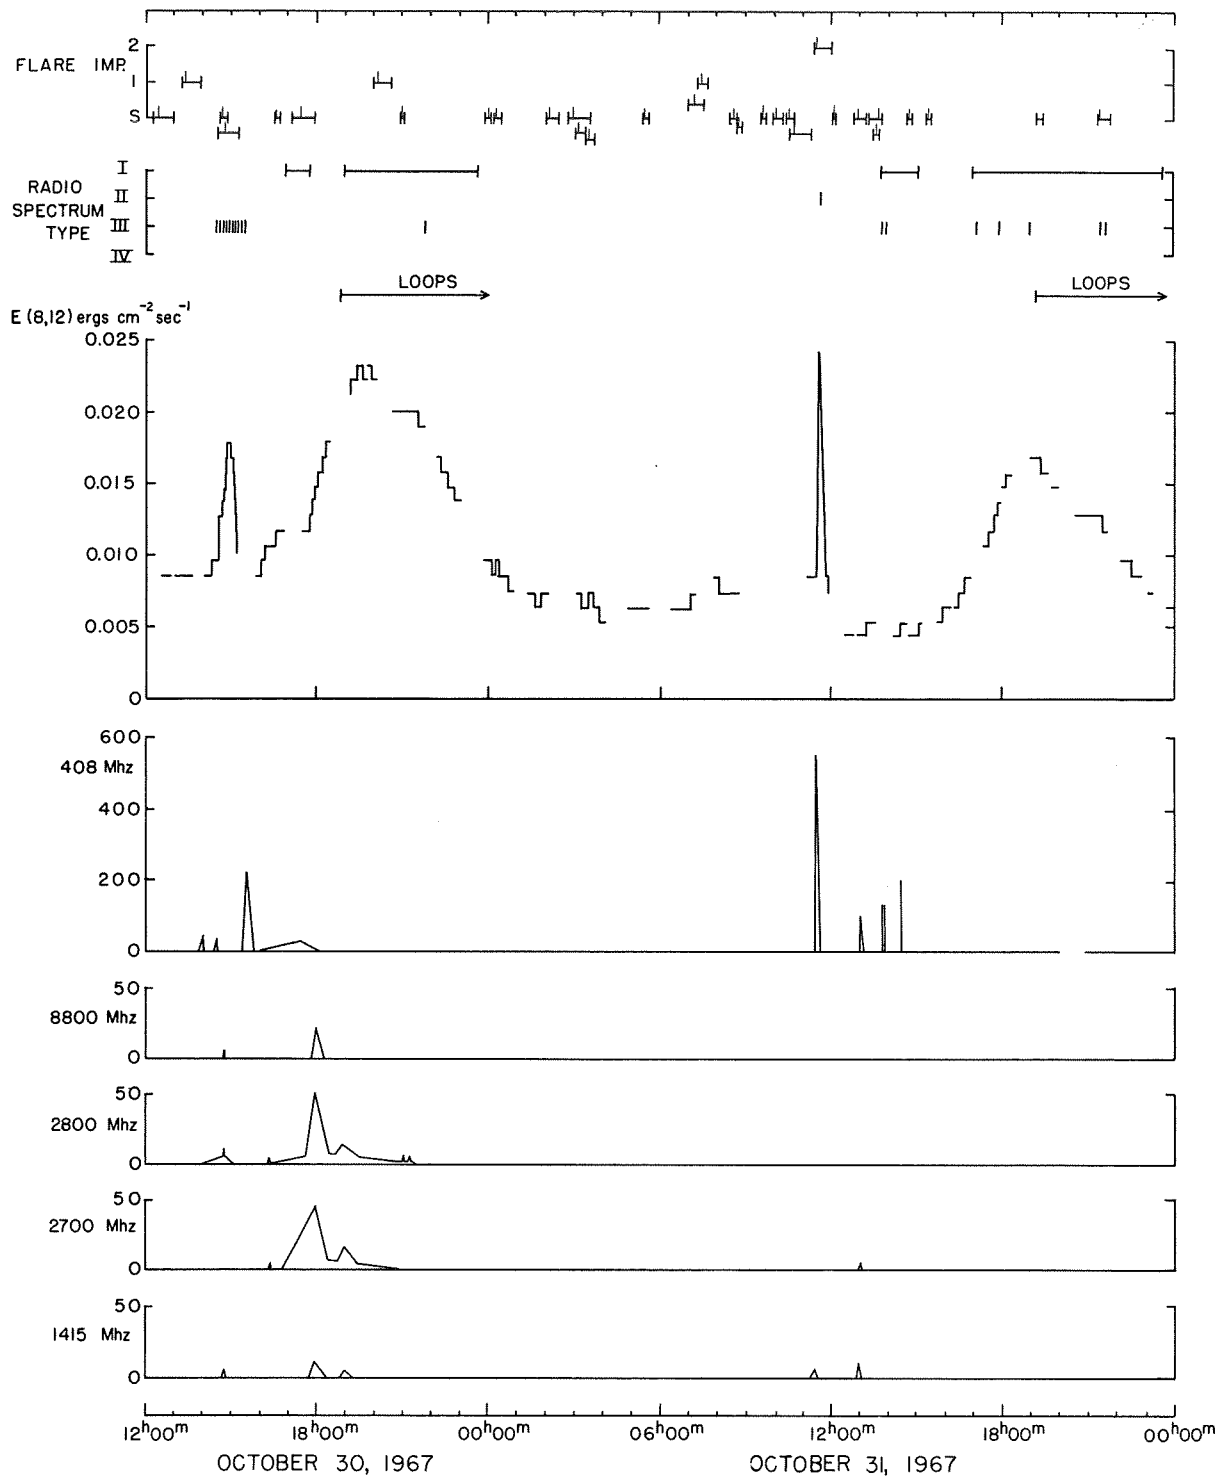 2
FLARE IMP.
1
S
I
RADIO
II
SPECTRUM
III
TYPE
IV
LOOPS
LOOPS
E (8,12) ergs cm⁻² sec⁻¹
0.025
0.020
0.015
0.010
0.005
0
600
408 Mhz
400
200
0
50
8800 Mhz
0
50
2800 Mhz
0
50
2700 Mhz
0
50
1415 Mhz
0
12ʰ00ᵐ 18ʰ00ᵐ 00ʰ00ᵐ 06ʰ00ᵐ 12ʰ00ᵐ 18ʰ00ᵐ 00ʰ00ᵐ
OCTOBER 30, 1967 OCTOBER 31, 1967